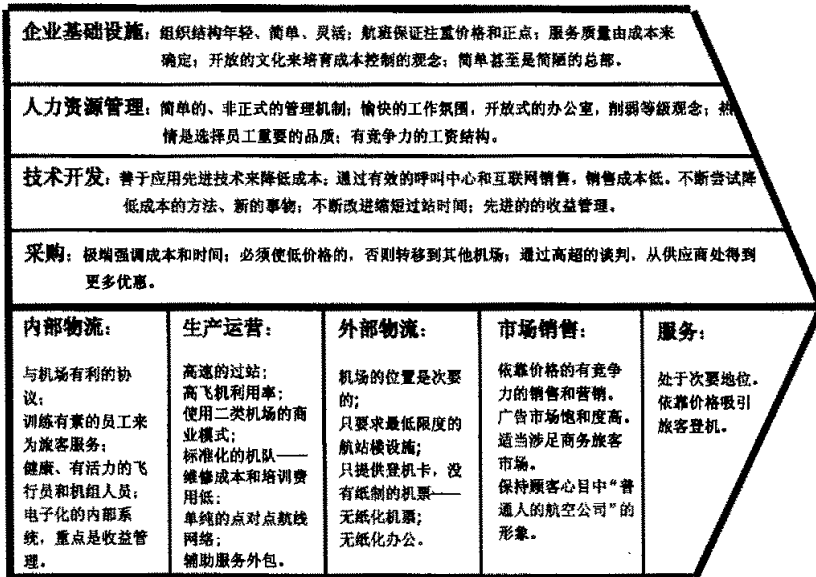 企业基础设施：组织结构年轻、简单、灵活；航班保证注重价格和正点；服务质量由成本来
确定；开放的文化来培育成本控制的观念；简单甚至是简陋的总部。
人力资源管理：简单的、非正式的管理机制；愉快的工作氛围，开放式的办公室，削弱等级观念；热
情是选择员工重要的品质；有竞争力的工资结构。
技术开发：善于应用先进技术来降低成本；通过有效的呼叫中心和互联网销售，销售成本低。不断尝试降
低成本的方法、新的事物；不断改进缩短过站时间；先进的的收益管理。
采购：极端强调成本和时间；必须使低价格的，否则转移到其他机场；通过高超的谈判，从供应商处得到
更多优惠。
内部物流：
与机场有利的协
议；
训练有素的员工来
为旅客服务；
健康、有活力的飞
行员和机组人员；
电子化的内部系
统，重点是收益管
理。
生产运营：
高速的过站；
高飞机利用率；
使用二类机场的商
业模式；
标准化的机队——
维修成本和培训费
用低；
单纯的点对点航线
网络；
辅助服务外包。
外部物流：
机场的位置是次要
的；
只要求最低限度的
航站楼设施；
只提供登机卡，没
有纸制的机票——
无纸化机票；
无纸化办公。
市场销售：
依靠价格的有竞争
力的销售和营销。
广告市场饱和度高。
适当涉足商务旅客
市场。
保持顾客心目中“普
通人的航空公司”的
形象。
服务：
处于次要地位。
依靠价格吸引
旅客登机。